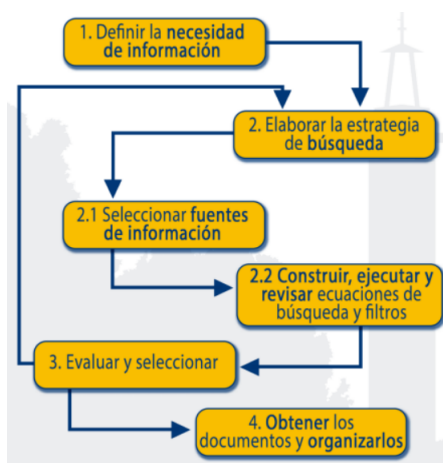 1. Definir la necesidad
de información
2. Elaborar la estrategia
de búsqueda
2.1 Seleccionar fuentes
de información
2.2 Construir, ejecutar y
revisar ecuaciones de
búsqueda y filtros
3. Evaluar y seleccionar
4. Obtener los
documentos y organizarlos